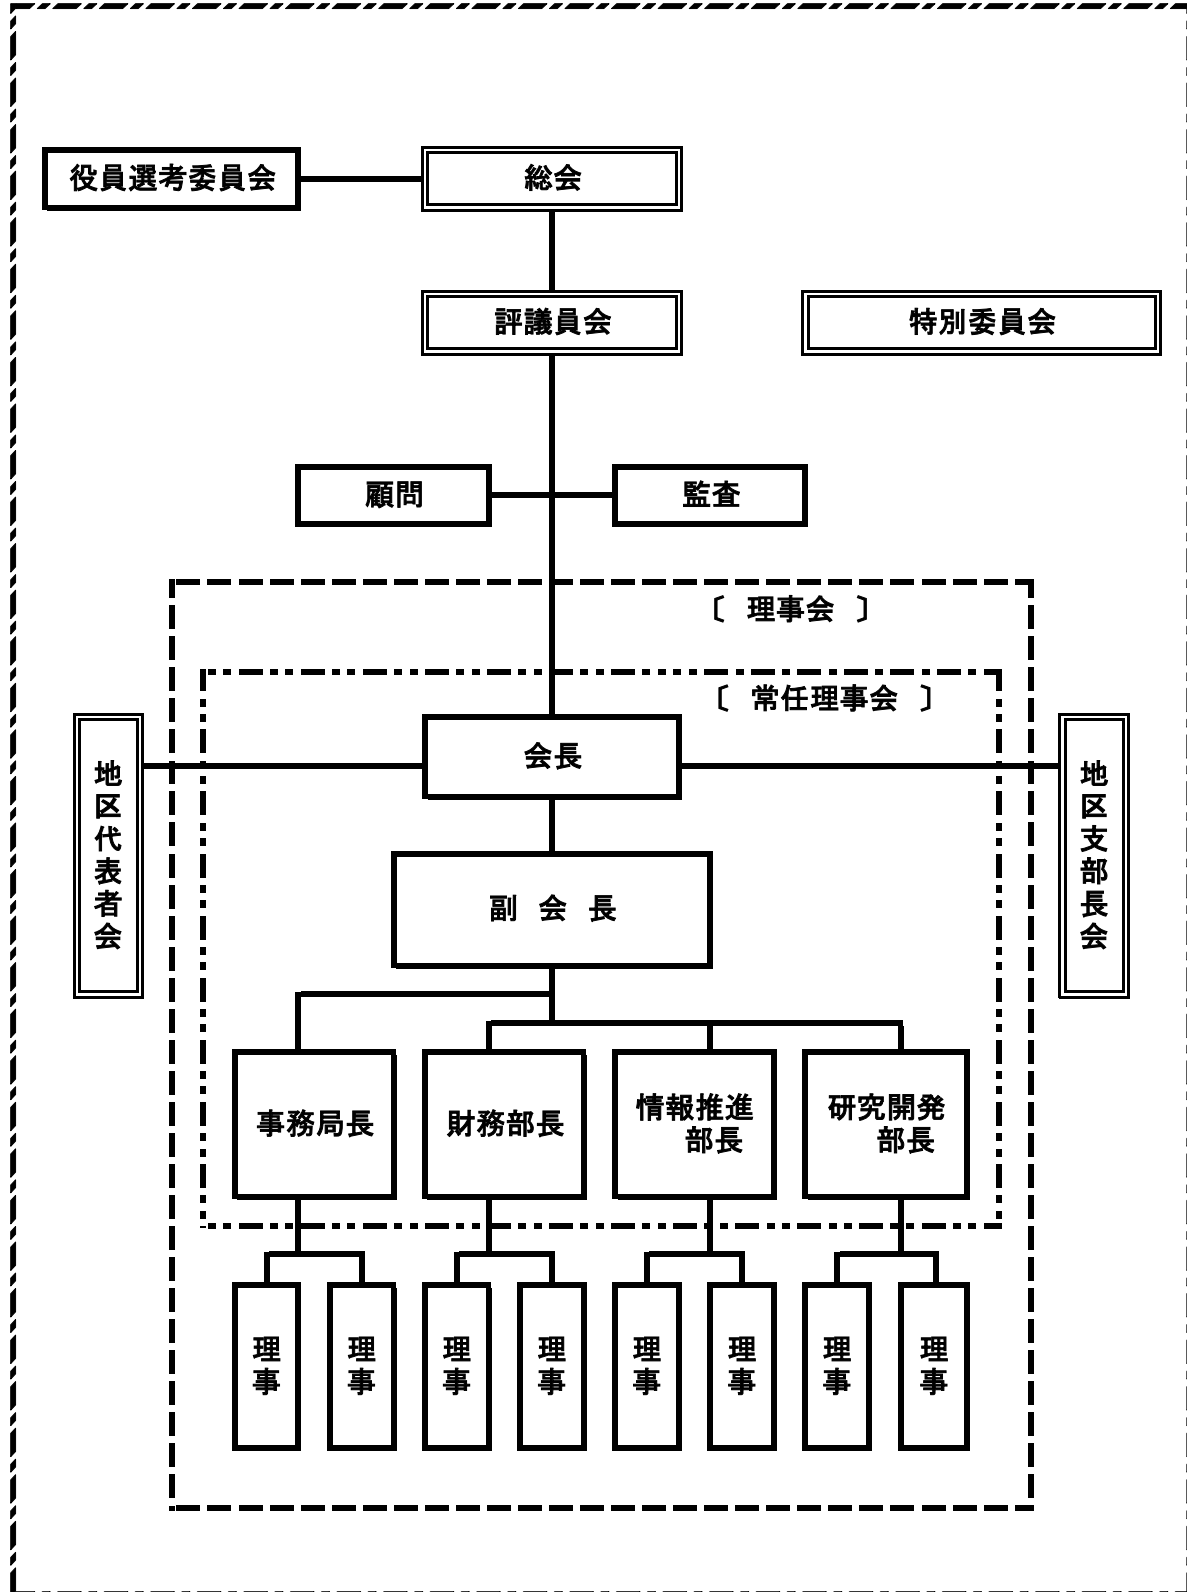 役員選考委員会
総会
評議員会
特別委員会
顧問
監査
〔 理事会 〕
〔 常任理事会 〕
会長
地区代表者会
地区支部長会
副 会 長
事務局長
財務部長
情報推進
部長
研究開発
部長
理事
理事
理事
理事
理事
理事
理事
理事